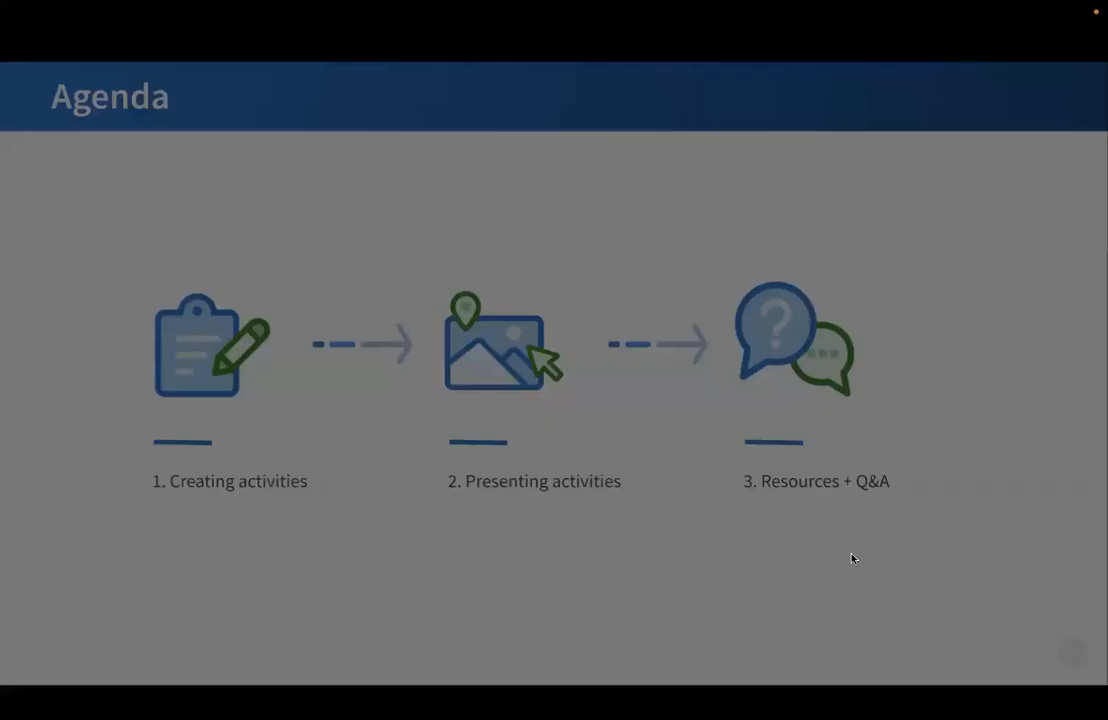 Agenda
1. Creating activities
2. Presenting activities
3. Resources + Q&A